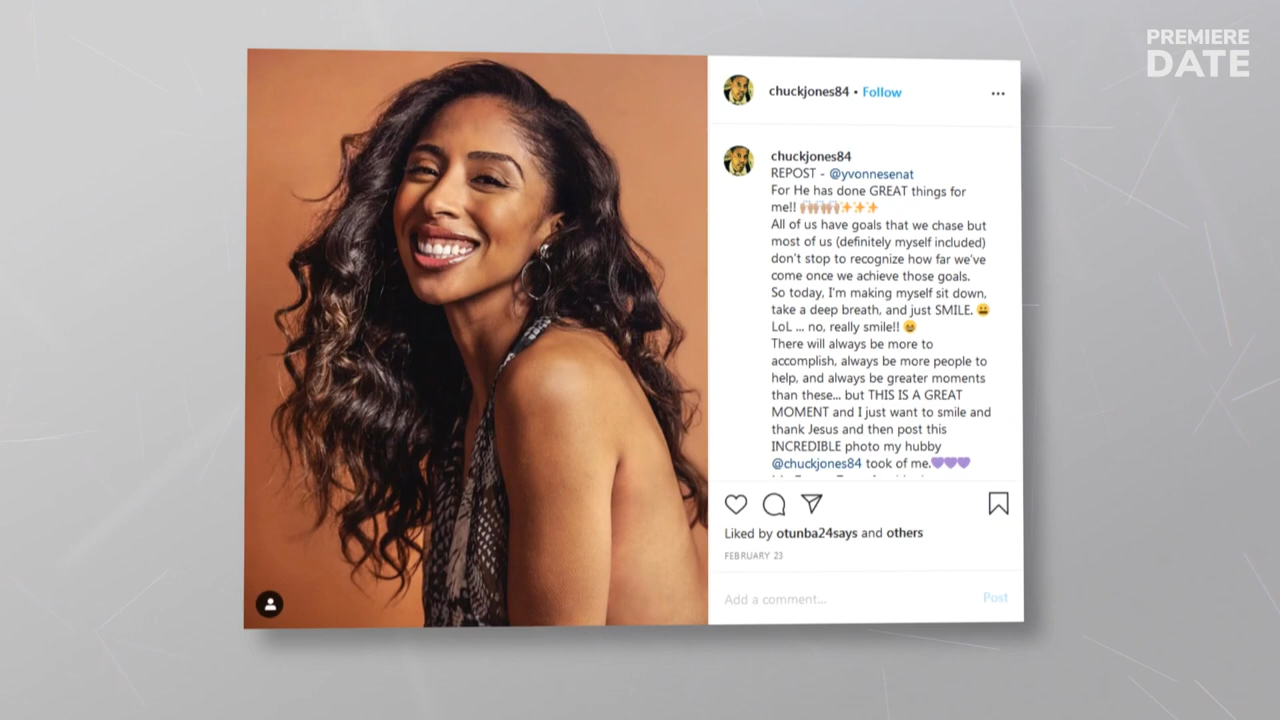 PREMIERE
DATE
chuckjones84 • Follow
chuckjones84
REPOST - @yvonnesenat
For He has done GREAT things for
me!! 🙌🏽🙌🏽🙌🏽✨✨✨
All of us have goals that we chase but
most of us (definitely myself included)
don't stop to recognize how far we've
come once we achieve those goals.
So today, I'm making myself sit down,
take a deep breath, and just SMILE. 😀
LoL ... no, really smile!! 😄
There will always be more to
accomplish, always be more people to
help, and always be greater moments
than these... but THIS IS A GREAT
MOMENT and I just want to smile and
thank Jesus and then post this
INCREDIBLE photo my hubby
@chuckjones84 took of me.💜💜💜
Liked by otunba24says and others
FEBRUARY 23
Add a comment... Post